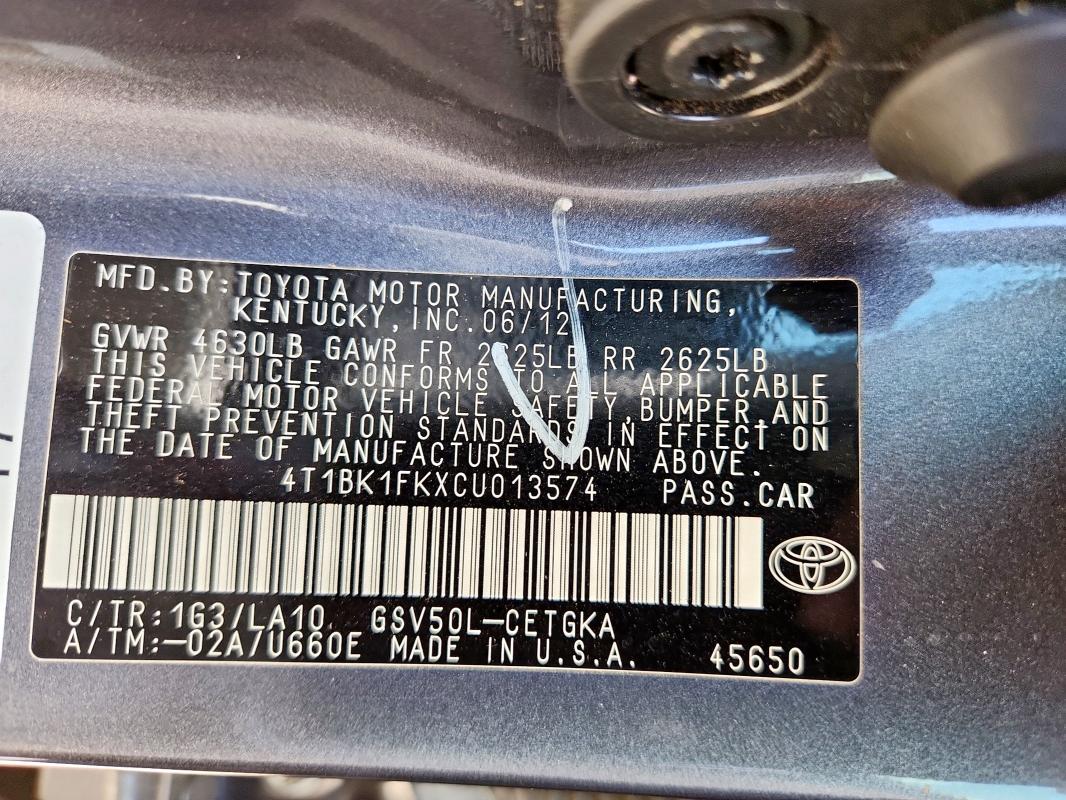 MFD.BY:TOYOTA MOTOR MANUFACTURING,
KENTUCKY,INC.06/12
GVWR 4630LB GAWR FR 2625LB RR 2625LB
THIS VEHICLE CONFORMS TO ALL APPLICABLE
FEDERAL MOTOR VEHICLE SAFETY,BUMPER,AND
THEFT PREVENTION STANDARDS IN EFFECT ON
THE DATE OF MANUFACTURE SHOWN ABOVE.
4T1BK1FKXCU013574 PASS.CAR
C/TR:1G3/LA10 GSV50L-CETGKA
A/TM:-02A/U660E MADE IN U.S.A. 45650